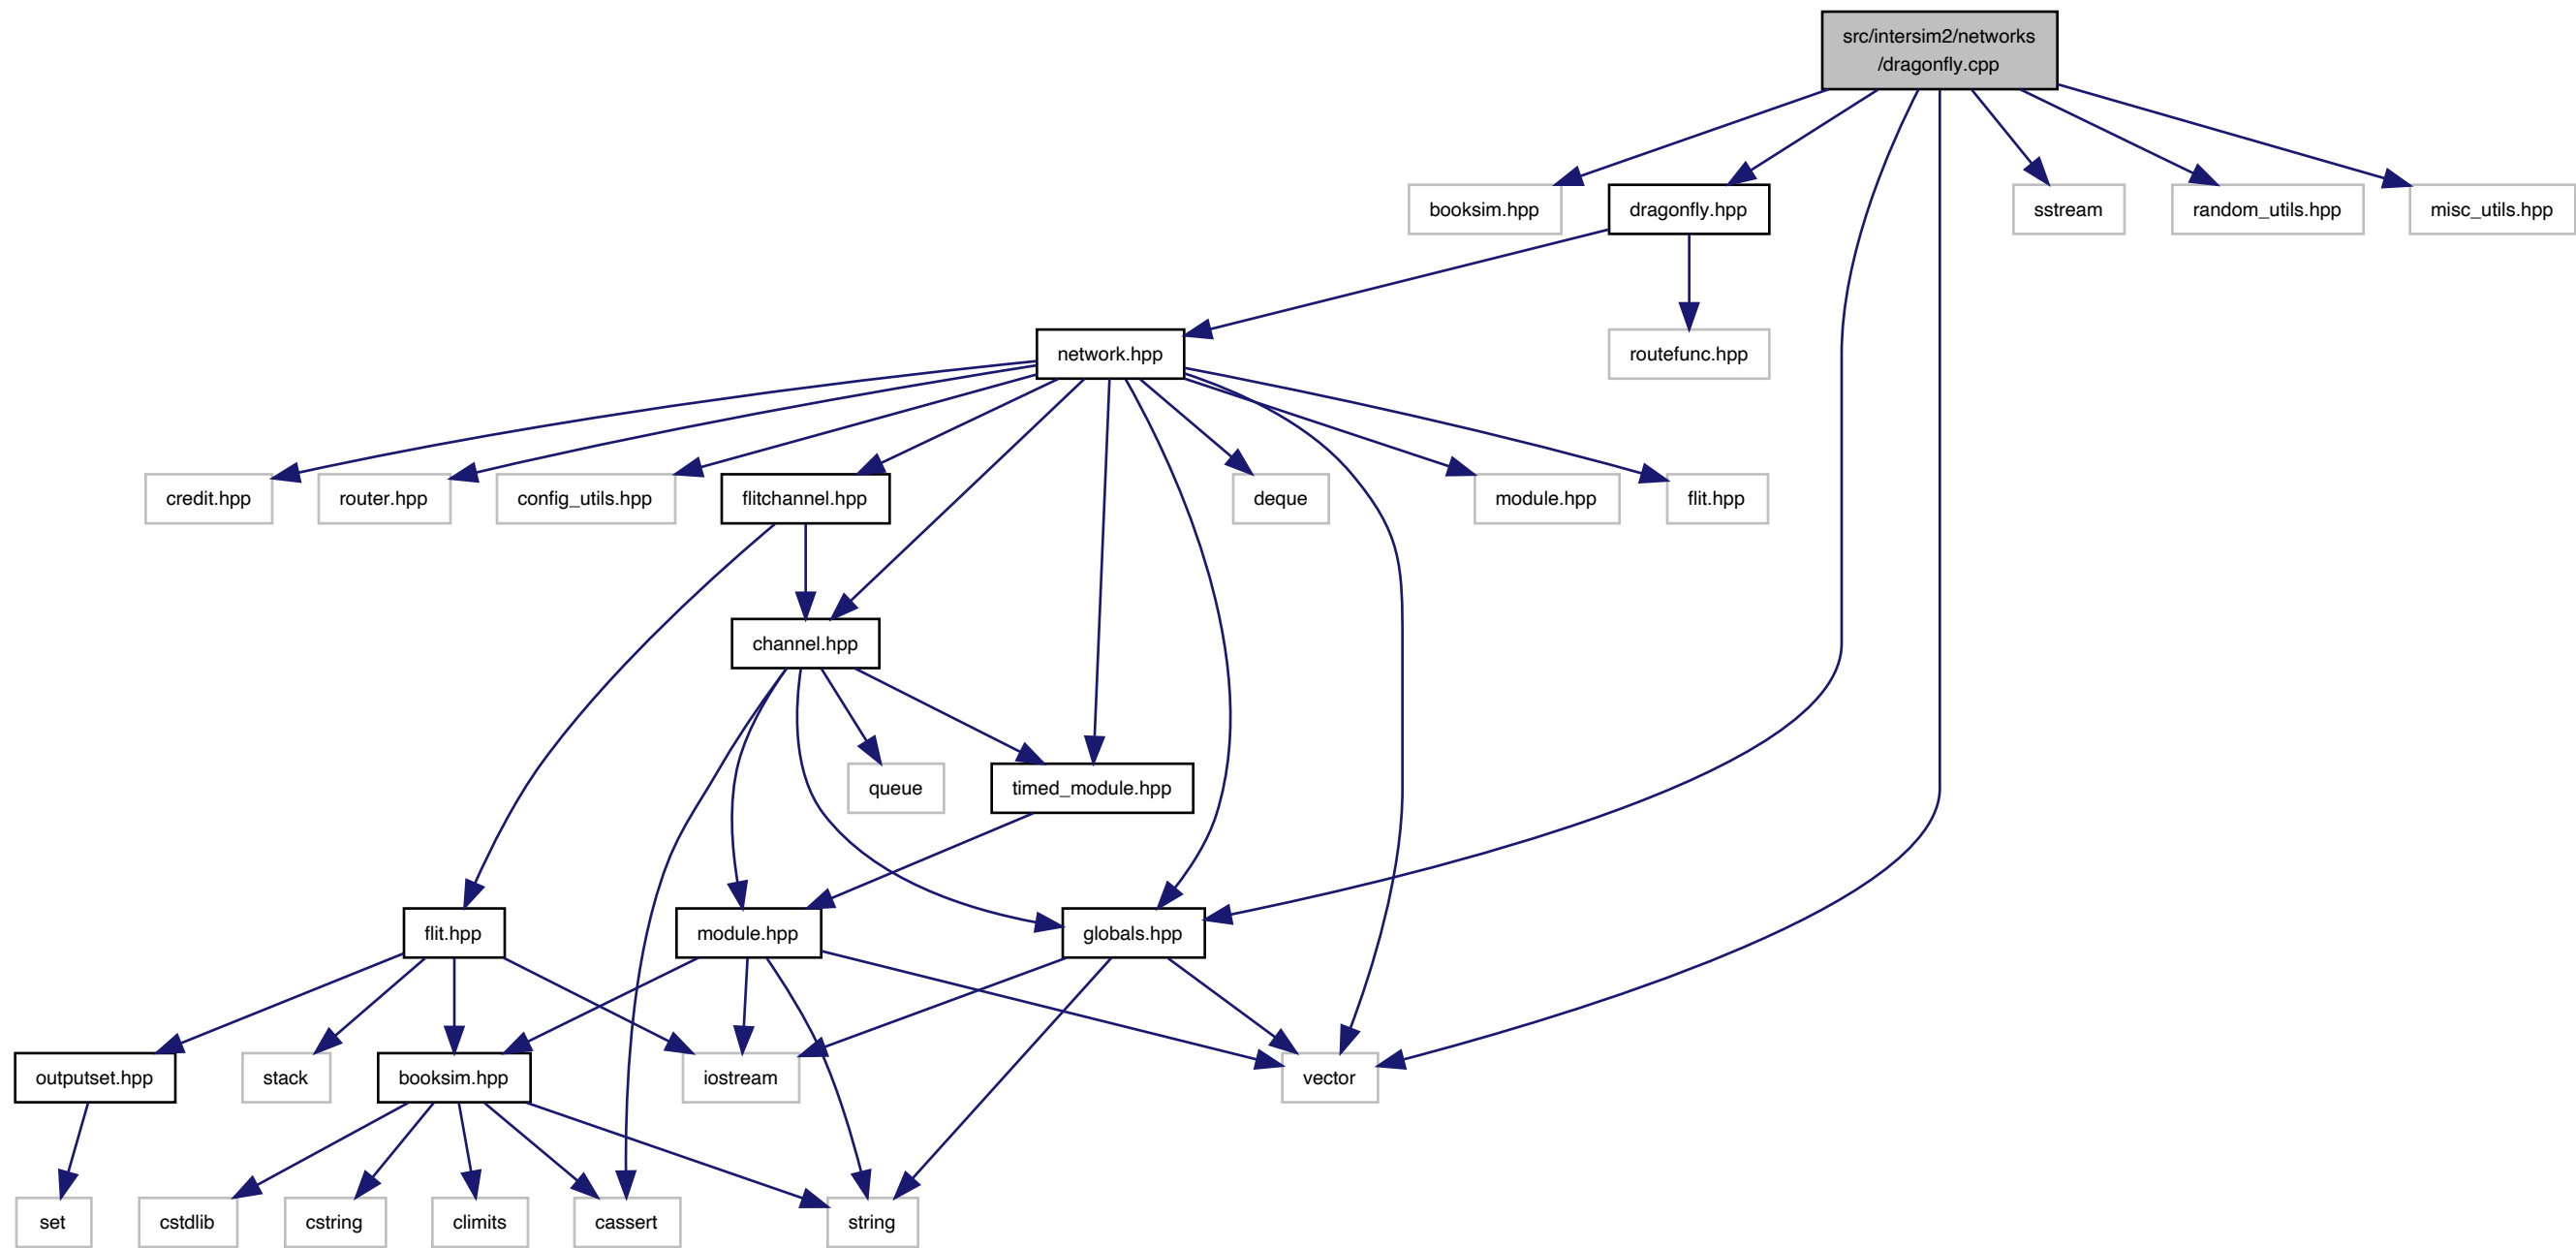 src/intersim2/networks
/dragonfly.cpp
booksim.hpp
dragonfly.hpp
sstream
random_utils.hpp
misc_utils.hpp
network.hpp
routefunc.hpp
credit.hpp
router.hpp
config_utils.hpp
flitchannel.hpp
deque
module.hpp
flit.hpp
channel.hpp
queue
timed_module.hpp
flit.hpp
module.hpp
globals.hpp
outputset.hpp
stack
booksim.hpp
iostream
vector
set
cstdlib
cstring
climits
cassert
string